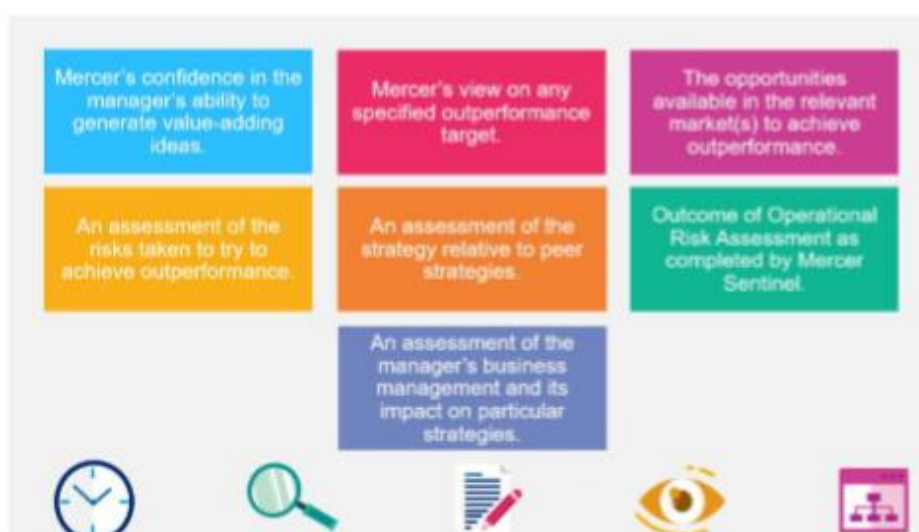 Mercer's confidence in the
manager's ability to
generate value-adding
ideas.
Mercer's view on any
specified outperformance
target.
The opportunities
available in the relevant
market(s) to achieve
outperformance.
An assessment of the
risks taken to try to
achieve outperformance.
An assessment of the
strategy relative to peer
strategies.
Outcome of Operational
Risk Assessment as
completed by Mercer
Sentinel.
An assessment of the
manager's business
management and its
impact on particular
strategies.